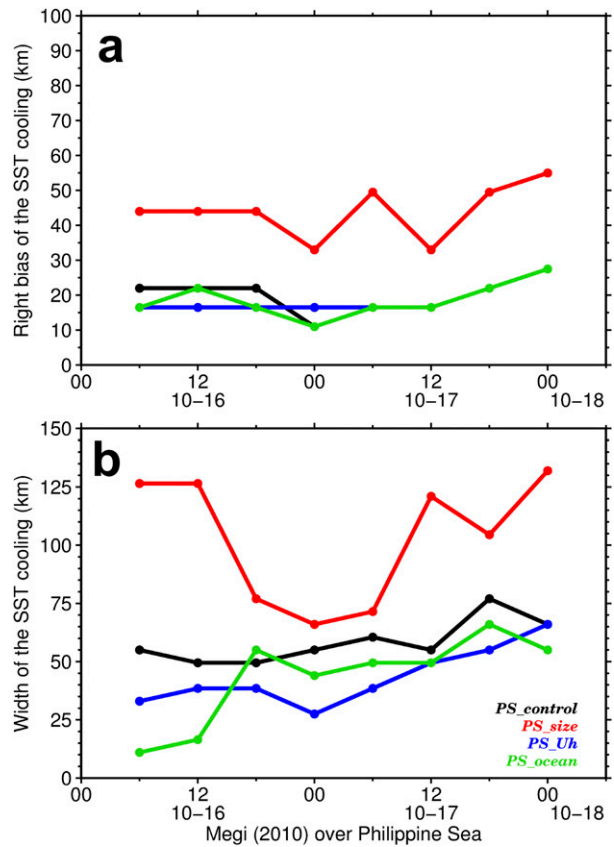 a
Right bias of the SST cooling (km)
100
90
80
70
60
50
40
30
20
10
0
00 12 00 12 00
10−16 10−17 10−18
b
Width of the SST cooling (km)
150
125
100
75
50
25
0
PS_control
PS_size
PS_Uh
PS_ocean
00 12 00 12 00
10−16 10−17 10−18
Megi (2010) over Philippine Sea